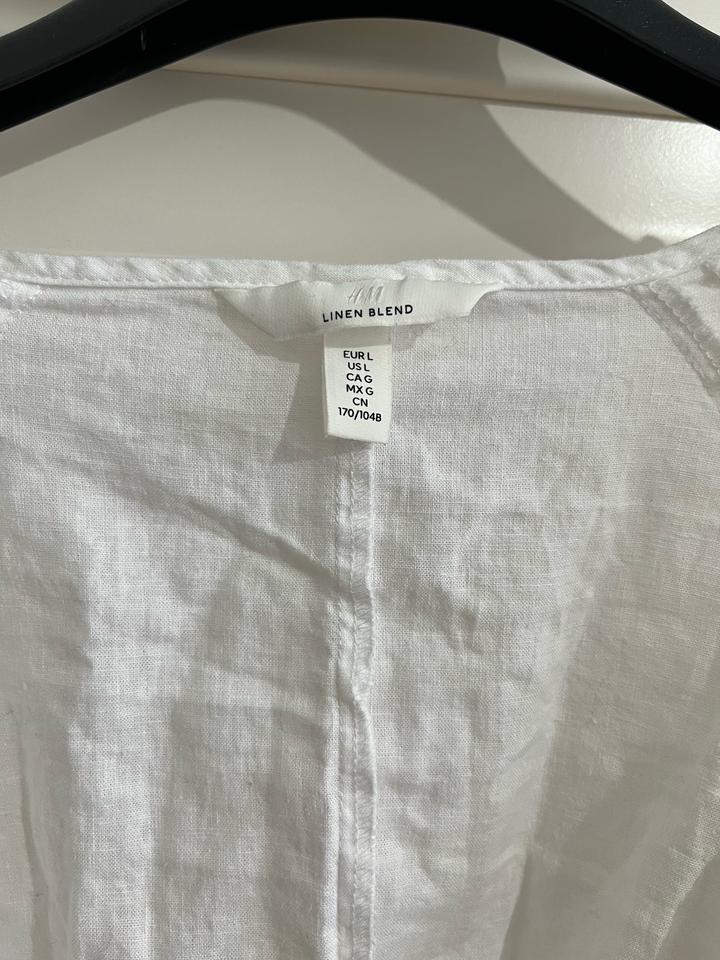 H&M
LINEN BLEND
EUR L
US L
CA G
MX G
CN
170/104B